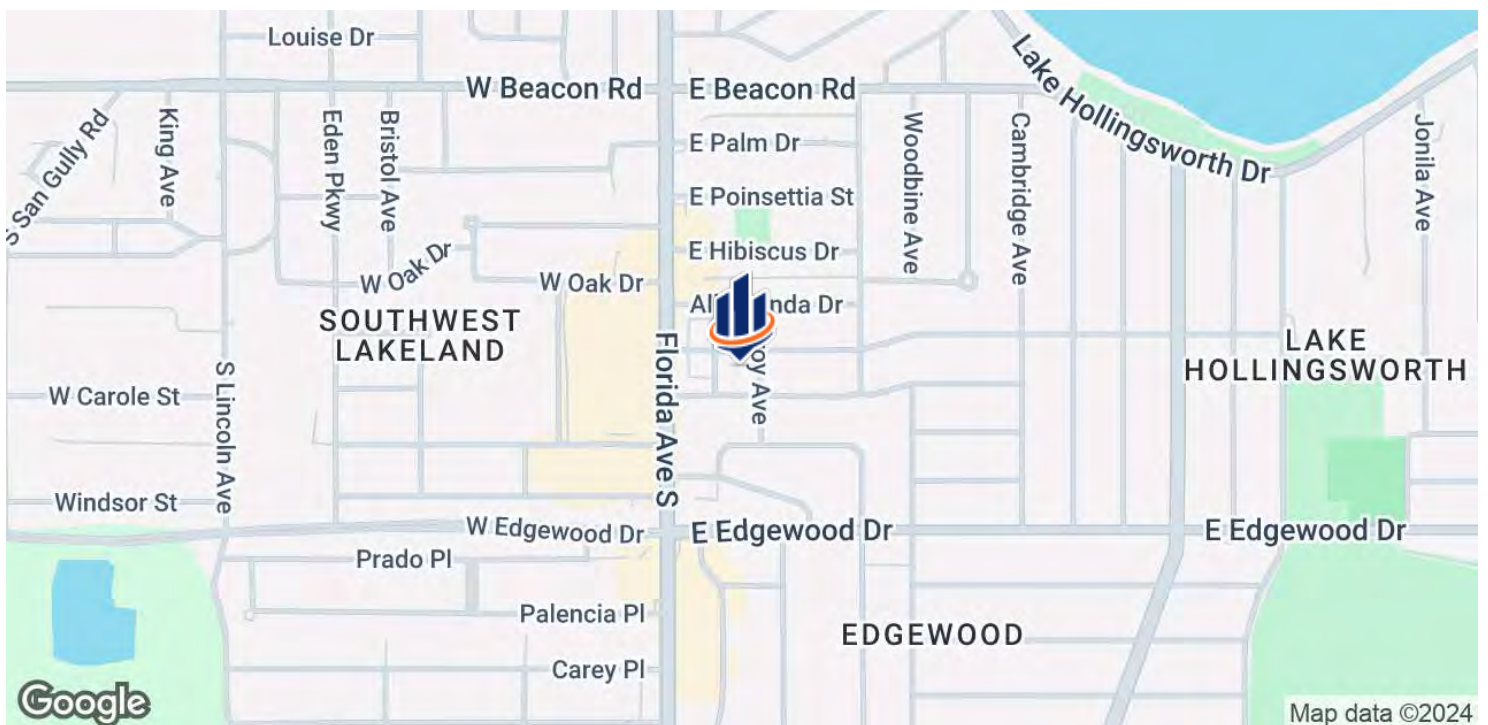 Louise Dr
W Beacon Rd
E Beacon Rd
Lake Hollingsworth Dr
S San Gully Rd
King Ave
Eden Pkwy
Bristol Ave
E Palm Dr
Woodbine Ave
Cambridge Ave
Jonila Ave
E Poinsettia St
E Hibiscus Dr
W Oak Dr
W Oak Dr
SOUTHWEST
LAKELAND
Florida Ave S
LAKE
HOLLINGSWORTH
S Lincoln Ave
W Carole St
Windsor St
W Edgewood Dr
E Edgewood Dr
E Edgewood Dr
Prado Pl
Palencia Pl
EDGEWOOD
Carey Pl
Google
Map data ©2024